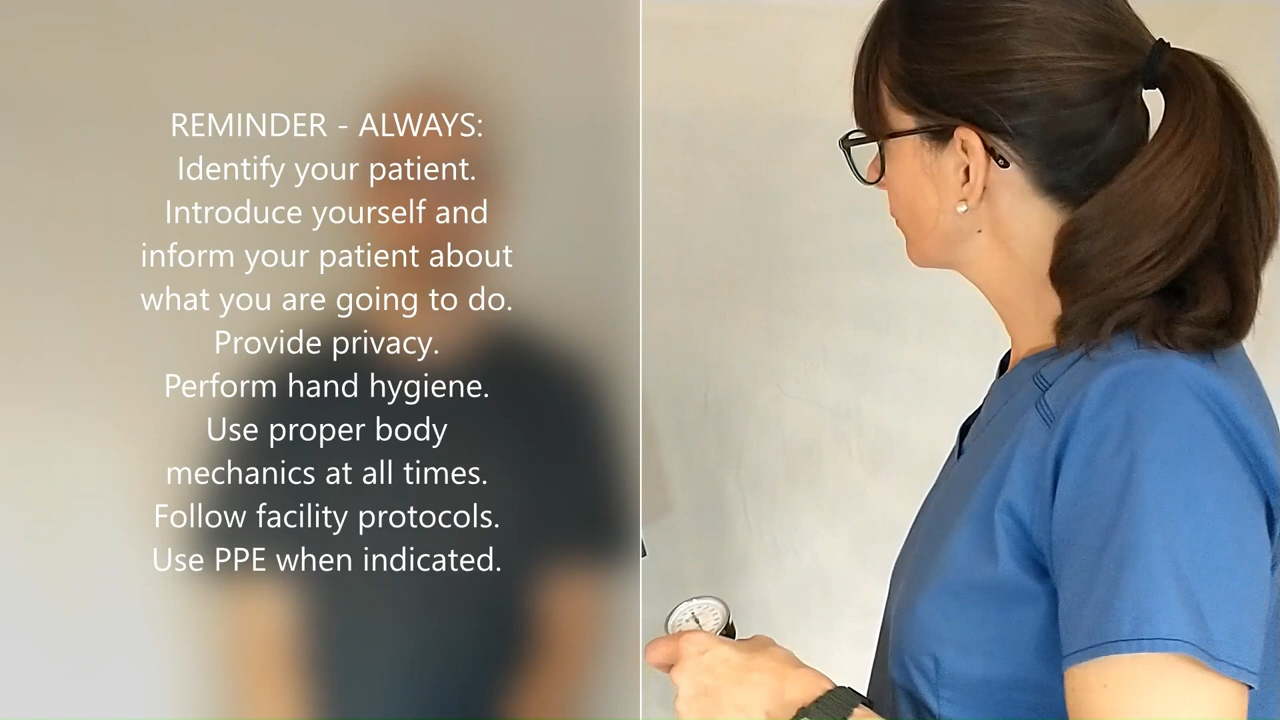 REMINDER - ALWAYS:
Identify your patient.
Introduce yourself and
inform your patient about
what you are going to do.
Provide privacy.
Perform hand hygiene.
Use proper body
mechanics at all times.
Follow facility protocols.
Use PPE when indicated.